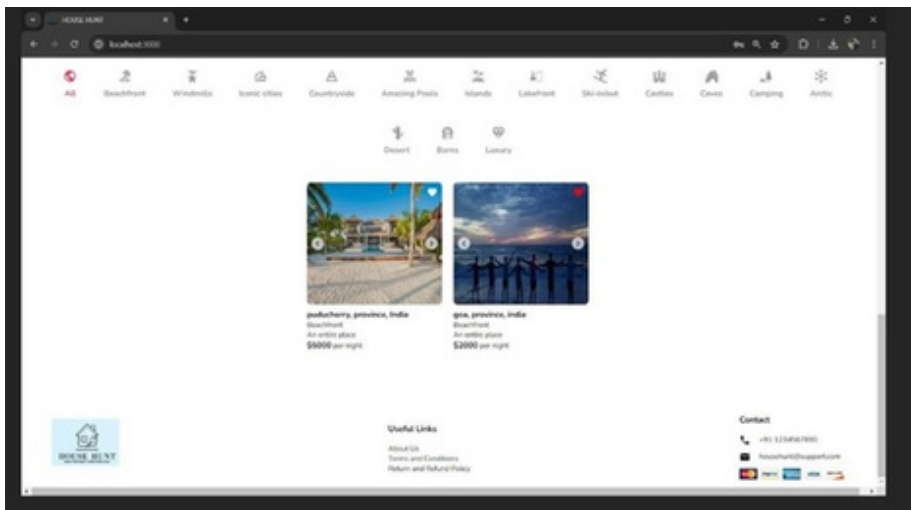 HOUSE HUNT
localhost:3000
All Beachfront Windmills Iconic cities Countryside Amazing Pools Islands Lakefront Ski-in/out Castles Caves Camping Arctic
Desert Barns Luxury
puducherry, province, India
Beachfront
An entire place
$5000 per night
goa, province, india
Beachfront
An entire place
$2000 per night
HOUSE HUNT
Useful Links
About Us
Terms and Conditions
Return and Refund Policy
Contact
+91 1234567890
househunt@support.com
VISA